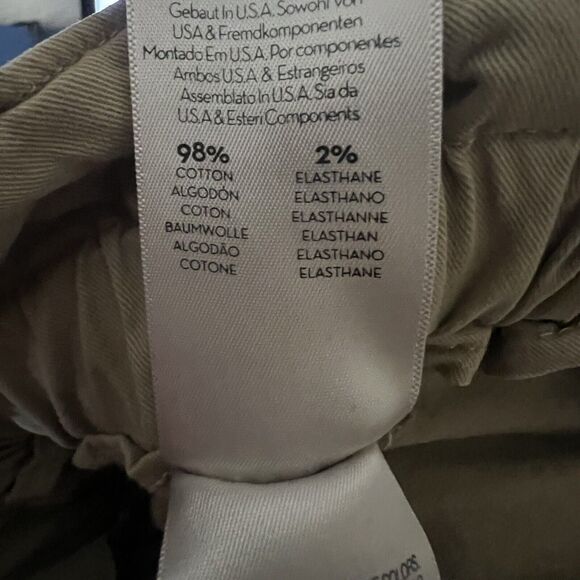 Gebaut In U.S.A. Sowohl von
USA & Fremdkomponenten
Montado Em U.S.A. Por componentes
Ambos U.S.A & Estrangeiros
Assemblato In U.S.A. Sia da
U.S.A & Esteri Components
98% 2%
COTTON ELASTHANE
ALGODÓN ELASTHANO
COTON ELASTHANNE
BAUMWOLLE ELASTHAN
ALGODÃO ELASTHANO
COTONE ELASTHANE
COLORS